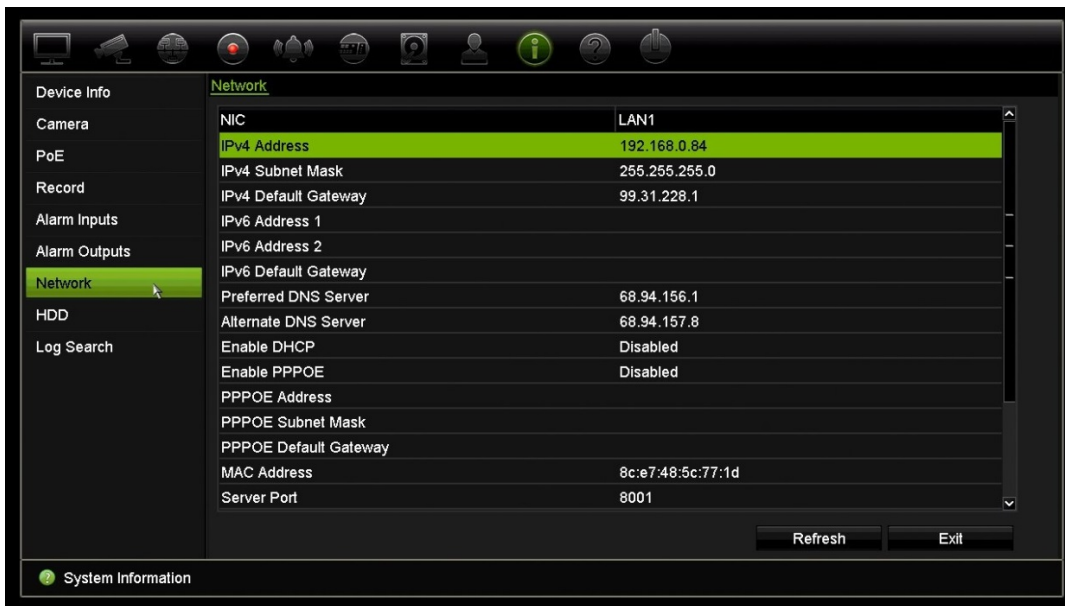 Device Info
Camera
PoE
Record
Alarm Inputs
Alarm Outputs
Network
HDD
Log Search
Network
NIC LAN1
IPv4 Address 192.168.0.84
IPv4 Subnet Mask 255.255.255.0
IPv4 Default Gateway 99.31.228.1
IPv6 Address 1
IPv6 Address 2
IPv6 Default Gateway
Preferred DNS Server 68.94.156.1
Alternate DNS Server 68.94.157.8
Enable DHCP Disabled
Enable PPPOE Disabled
PPPOE Address
PPPOE Subnet Mask
PPPOE Default Gateway
MAC Address 8c:e7:48:5c:77:1d
Server Port 8001
Refresh Exit
System Information